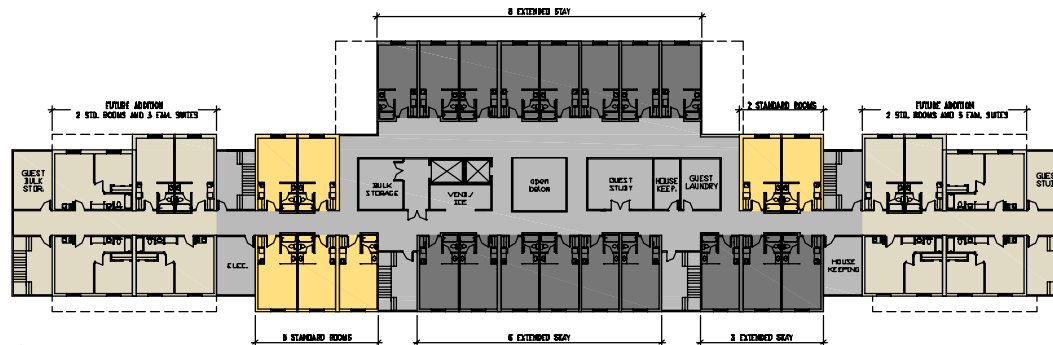 8 EXTENDED STAY
FUTURE ADDITION
2 STD. ROOMS AND 3 FAM. SUITES
2 STANDARD ROOMS
FUTURE ADDITION
2 STD. ROOMS AND 3 FAM. SUITES
GUEST
BULK
STOR.
BULK
STORAGE
VEND/
ICE
open
below
GUEST
STUDY
HOUSE
KEEP.
GUEST
LAUNDRY
GUES
STUD
ELEC.
HOUSE
KEEPING
STANDARD ROOMS
6 EXTENDED STAY
3 EXTENDED STAY